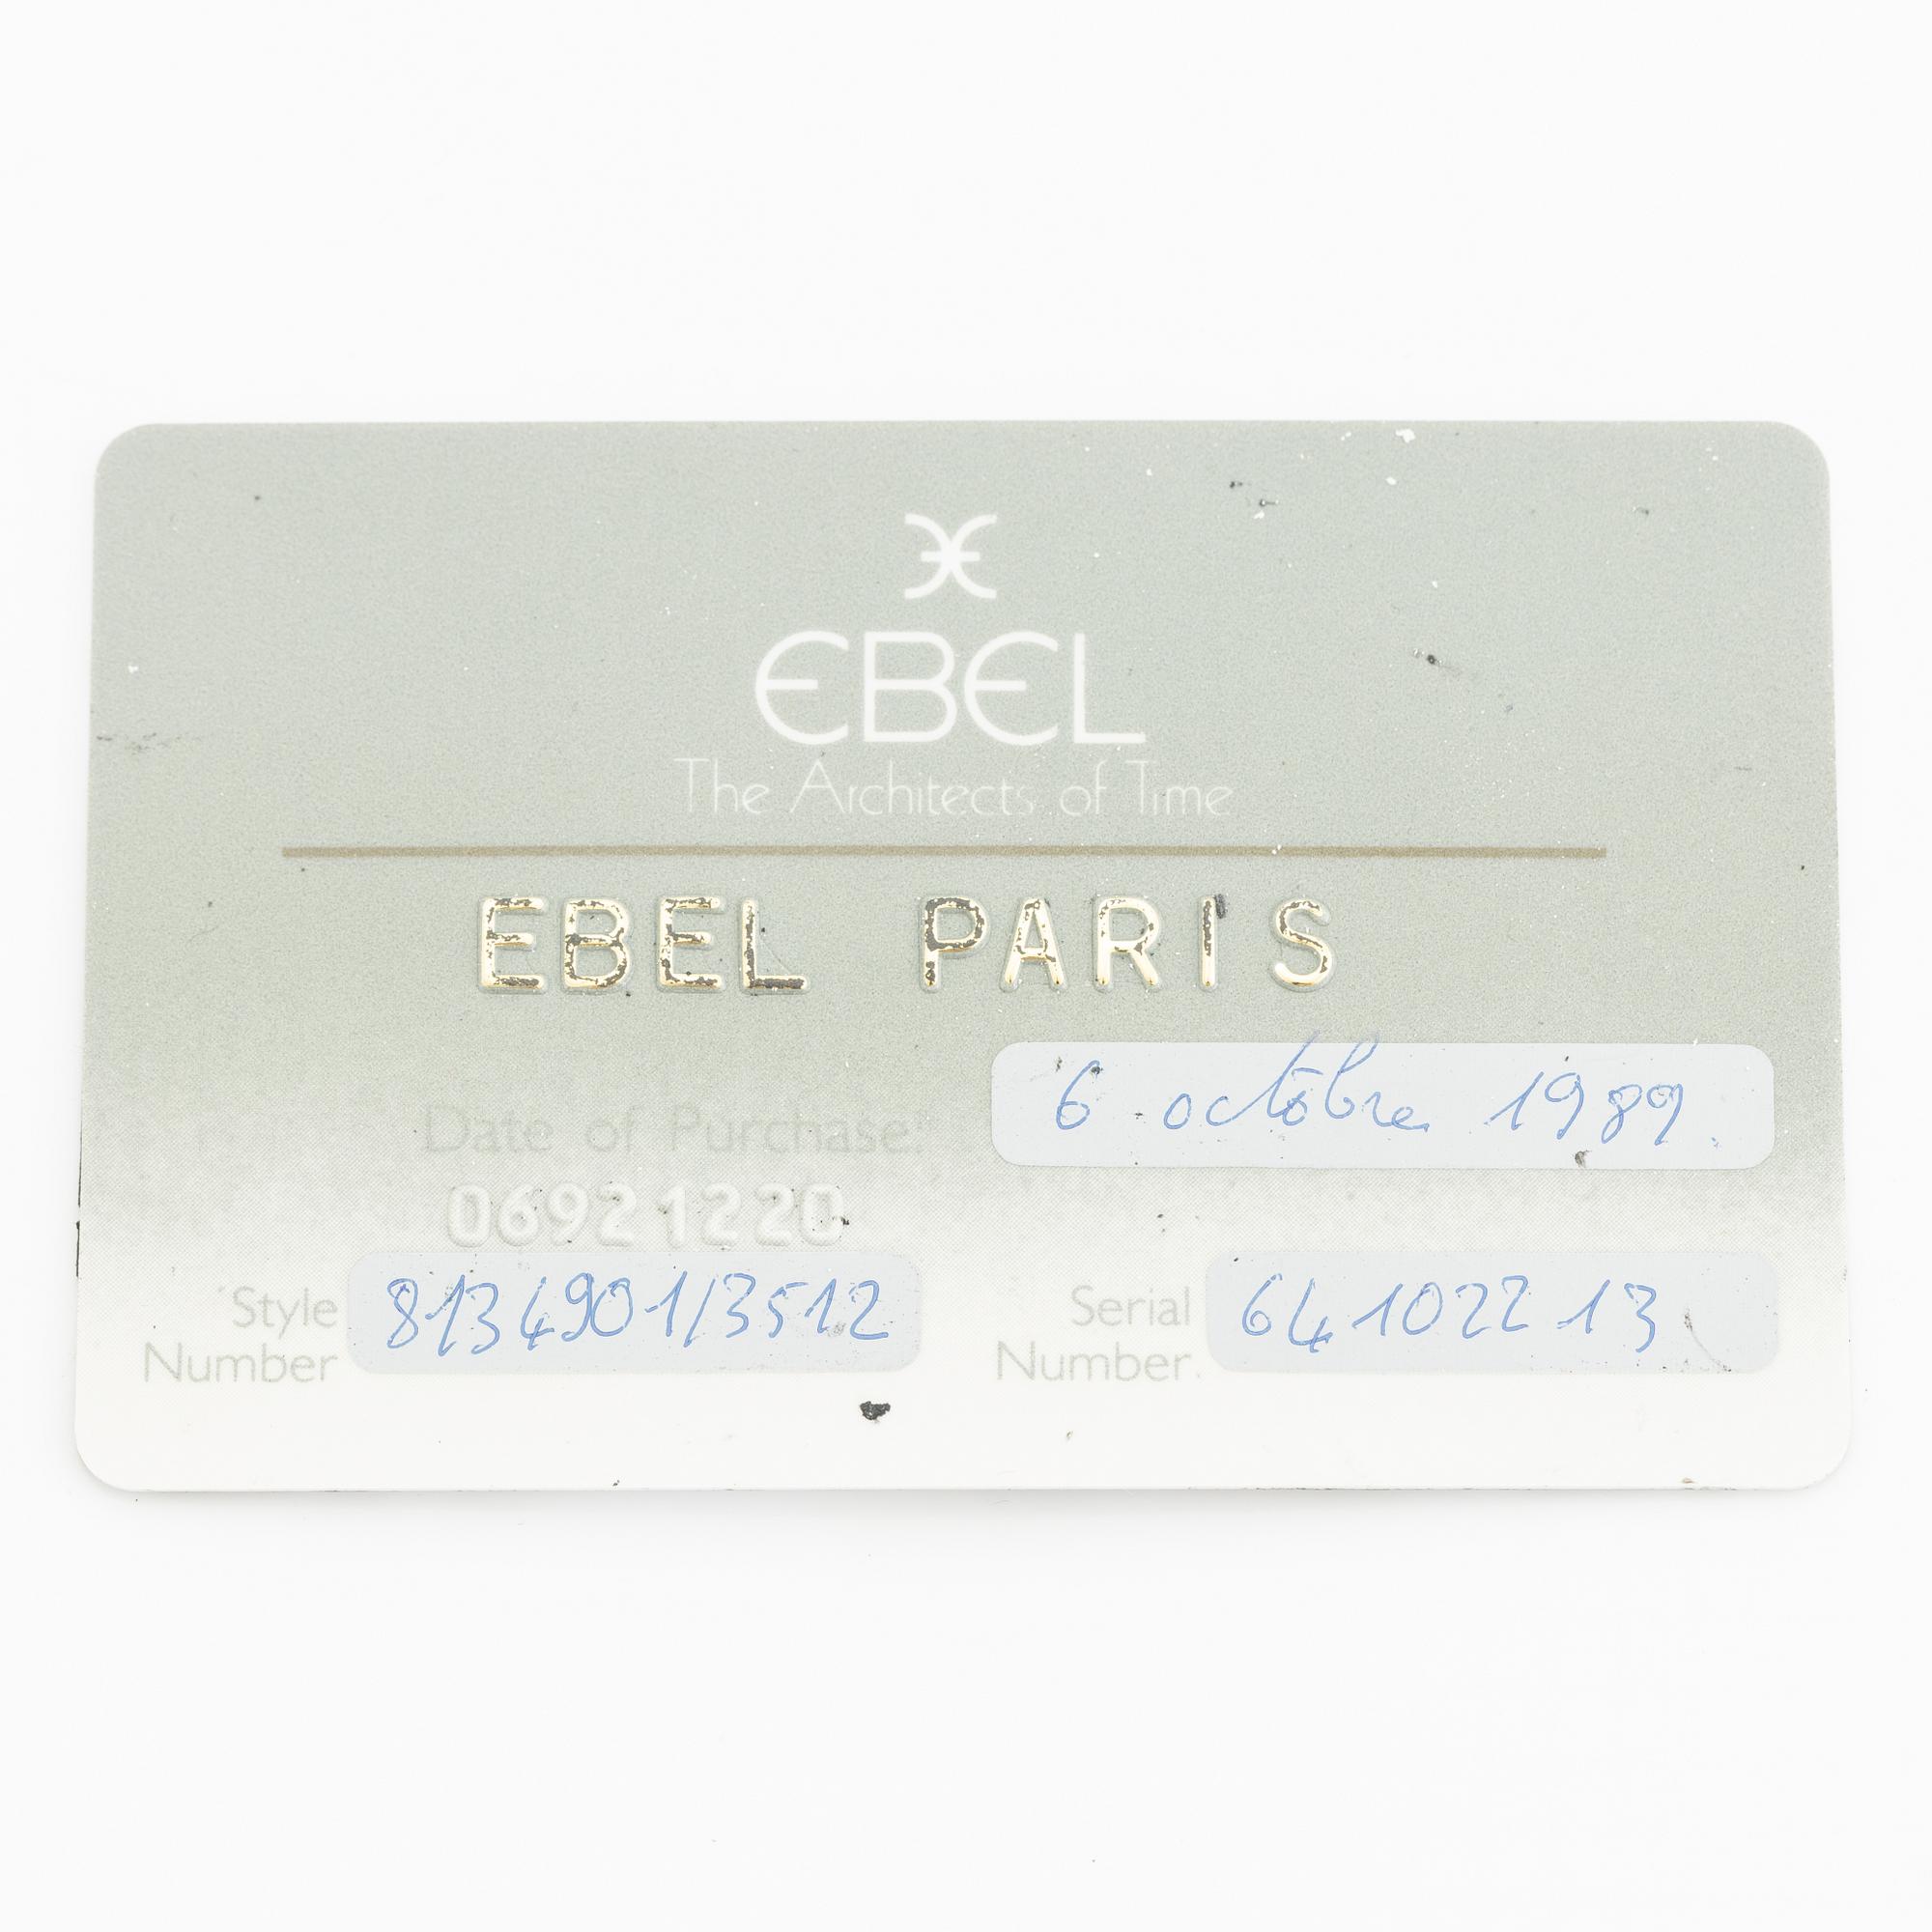 EBEL
The Architects of Time
EBEL PARIS
Date of Purchase: 6 octobre 1989.
06921220
Style Number 8134901/3512
Serial Number. 64102213